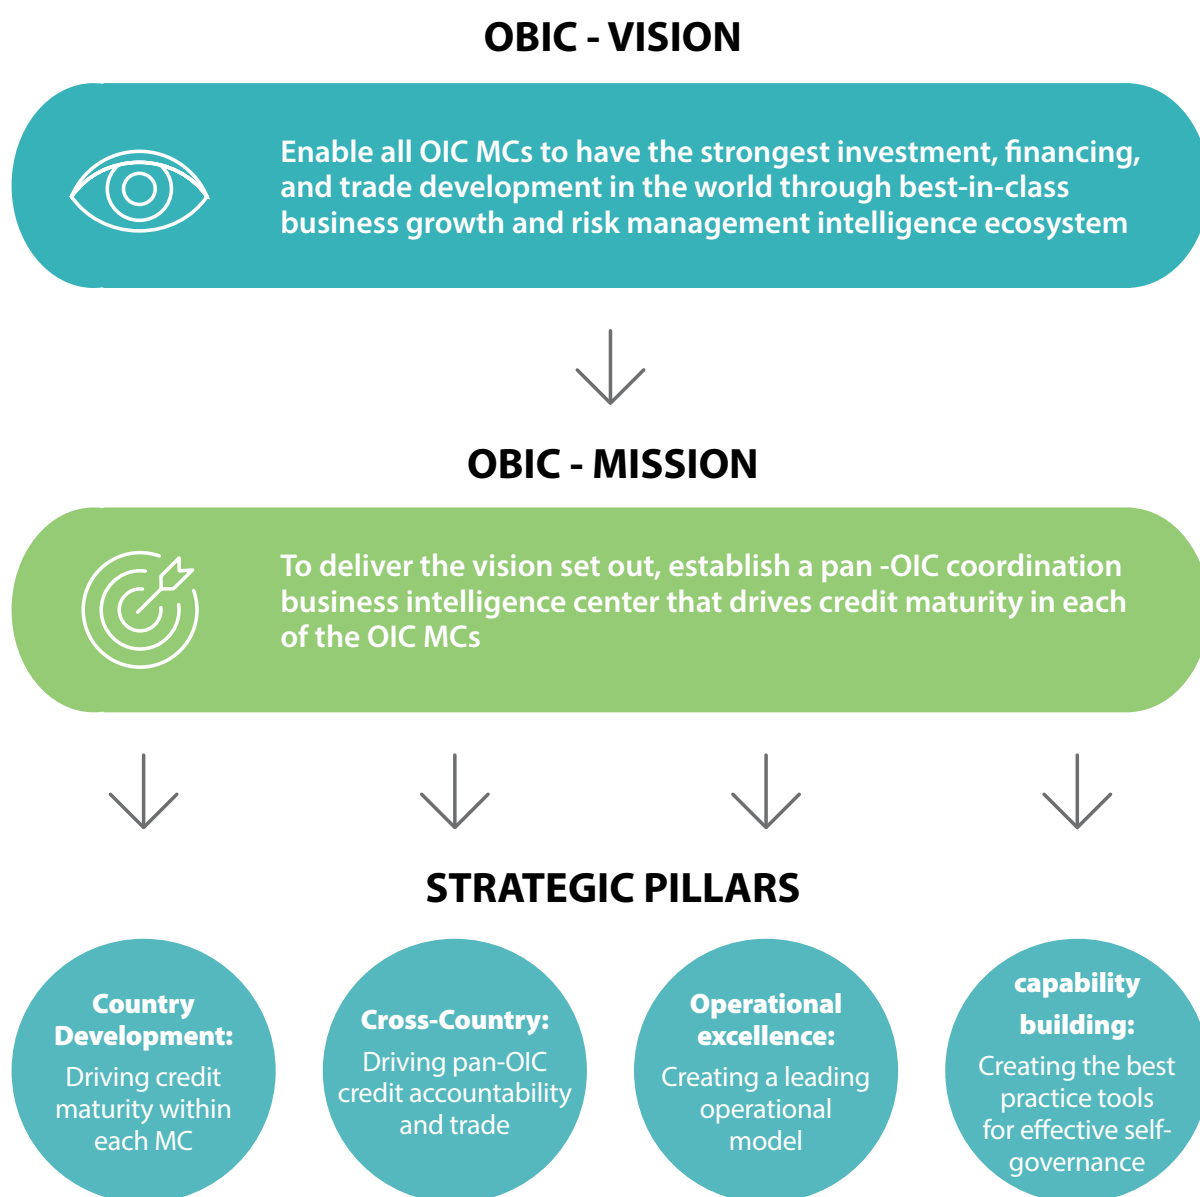 OBIC - VISION
Enable all OIC MCs to have the strongest investment, financing,
and trade development in the world through best-in-class
business growth and risk management intelligence ecosystem
OBIC - MISSION
To deliver the vision set out, establish a pan -OIC coordination
business intelligence center that drives credit maturity in each
of the OIC MCs
STRATEGIC PILLARS
Country
Development:
Driving credit
maturity within
each MC
Cross-Country:
Driving pan-OIC
credit accountability
and trade
Operational
excellence:
Creating a leading
operational
model
capability
building:
Creating the best
practice tools
for effective self-
governance